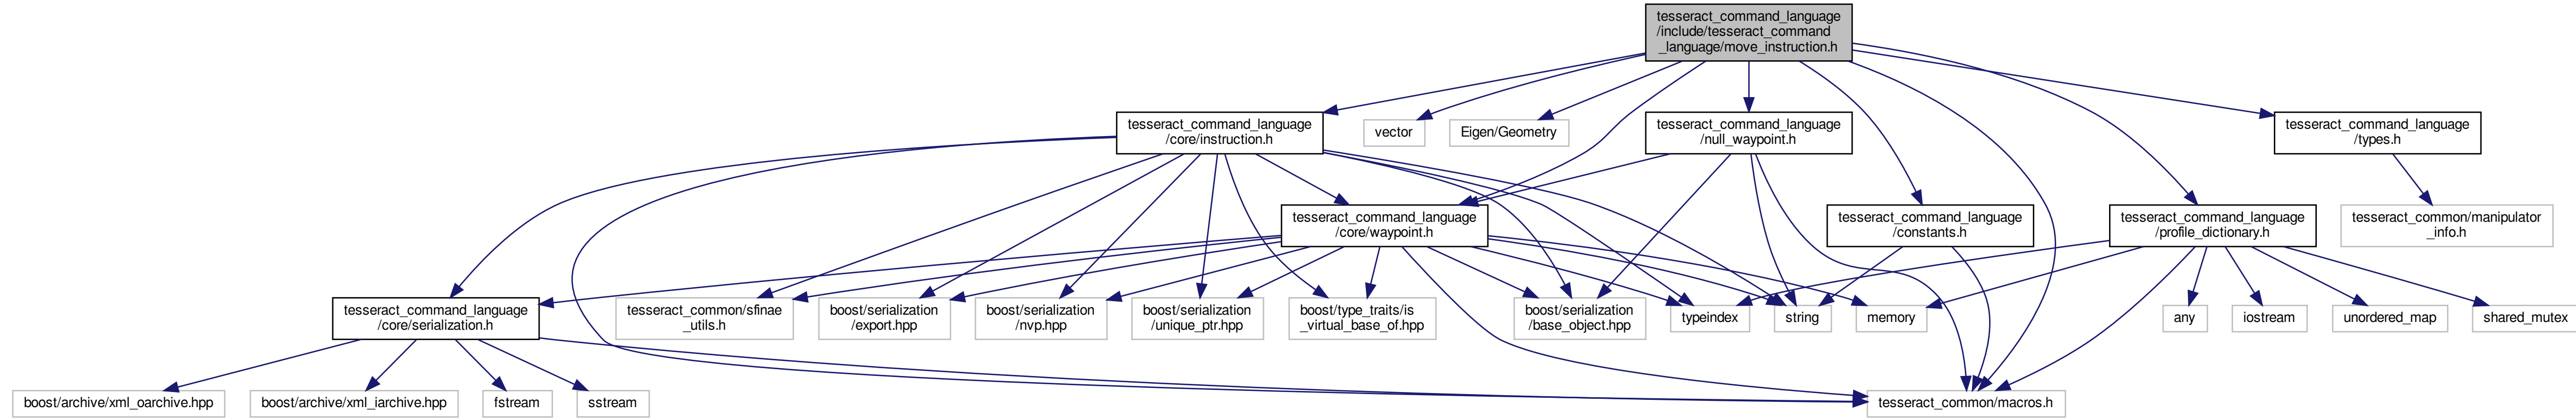 tesseract_command_language
/include/tesseract_command
_language/move_instruction.h
tesseract_command_language
/core/instruction.h
vector
Eigen/Geometry
tesseract_command_language
/null_waypoint.h
tesseract_command_language
/types.h
tesseract_command_language
/core/waypoint.h
tesseract_command_language
/constants.h
tesseract_command_language
/profile_dictionary.h
tesseract_common/manipulator
_info.h
tesseract_command_language
/core/serialization.h
tesseract_common/sfinae
_utils.h
boost/serialization
/export.hpp
boost/serialization
/nvp.hpp
boost/serialization
/unique_ptr.hpp
boost/type_traits/is
_virtual_base_of.hpp
boost/serialization
/base_object.hpp
typeindex
string
memory
any
iostream
unordered_map
shared_mutex
boost/archive/xml_oarchive.hpp
boost/archive/xml_iarchive.hpp
fstream
sstream
tesseract_common/macros.h